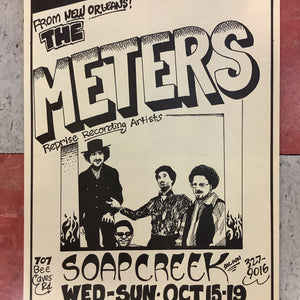 FROM NEW ORLEANS!
THE
METERS
Reprise Recording Artists
707
Bee
Caves
Rd.
SOAP CREEK SALOON
327-
9016
WED-SUN·OCT 15-19